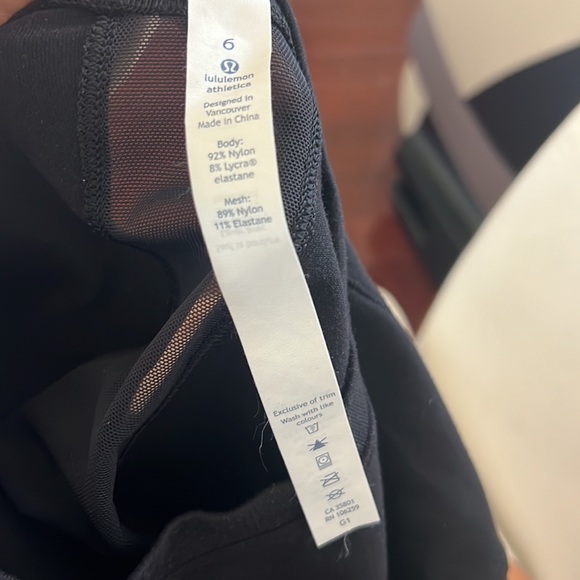 6
lululemon
athletica
Designed in
Vancouver
Made in China
Body:
92% Nylon
8% Lycra®
elastane
Mesh:
89% Nylon
11% Elastane
Exclusive of trim
Wash with like
colours
CA 35801
RN 106259
G1